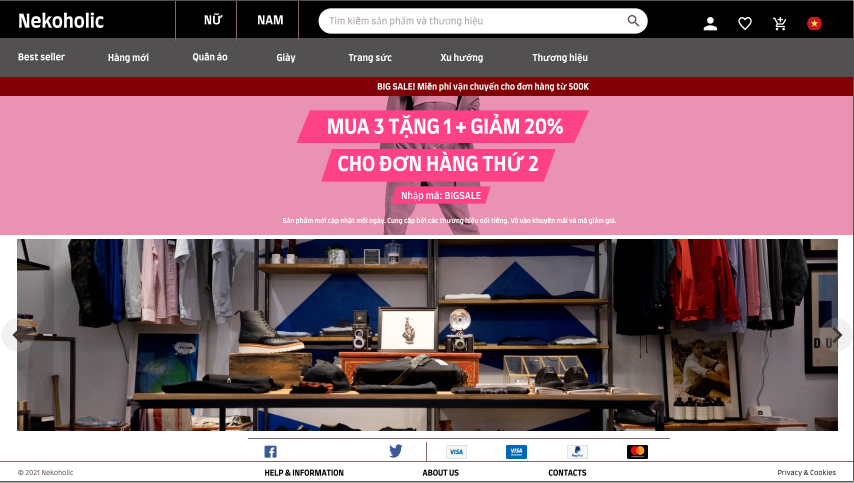 Nekoholic
NỮ
NAM
Tìm kiếm sản phẩm và thương hiệu
Best seller
Hàng mới
Quần áo
Giày
Trang sức
Xu hướng
Thương hiệu
BIG SALE! Miễn phí vận chuyển cho đơn hàng từ 500K
MUA 3 TẶNG 1 + GIẢM 20%
CHO ĐƠN HÀNG THỨ 2
Nhập mã: BIGSALE
Sản phẩm mới cập nhật mỗi ngày. Cung cấp bởi các thương hiệu nổi tiếng. Vô vàn khuyến mãi và mã giảm giá.
VISA
VISA
PayPal
© 2021 Nekoholic
HELP & INFORMATION
ABOUT US
CONTACTS
Privacy & Cookies